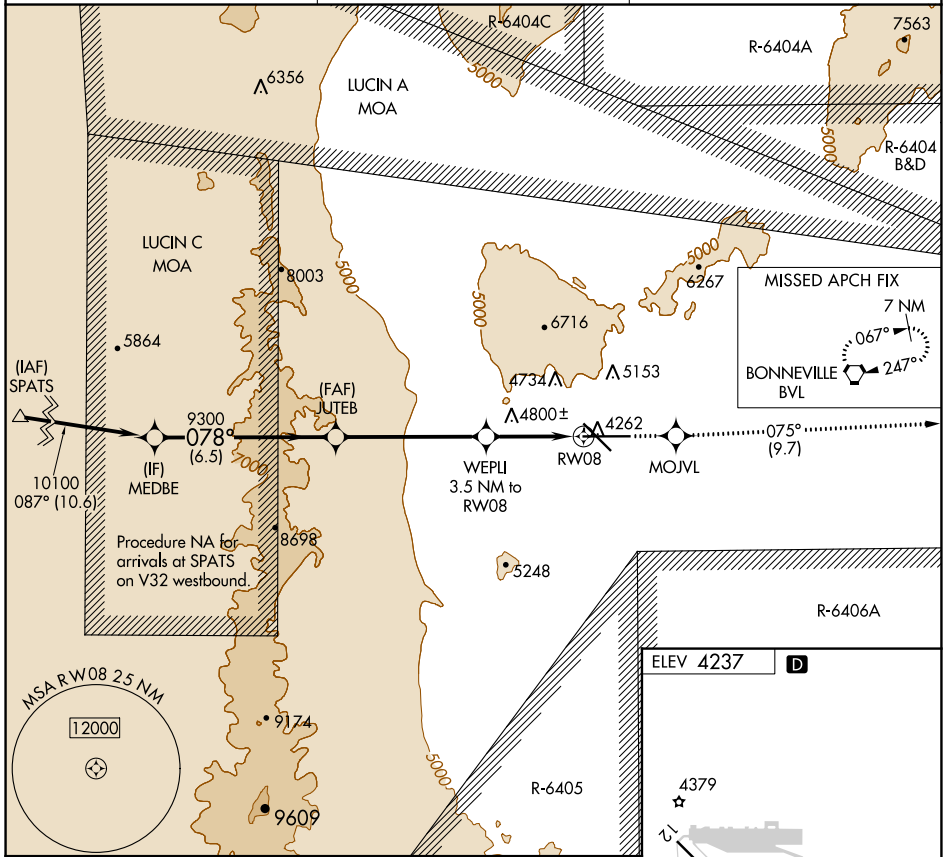 R-6404C
7563
R-6404A
5000
6356
LUCIN A
MOA
5000
R-6404
B&D
LUCIN C
MOA
8003
5000
5000
5000
6267
MISSED APCH FIX
7 NM
067°
247°
BONNEVILLE
BVL
6716
5864
(IAF)
SPATS
(FAF)
JUTEB
4734
5153
4800±
4262
9300
078°
(6.5)
7000
(IF)
MEDBE
10100
087° (10.6)
WEPLI
3.5 NM to
RW08
RW08
MOJVL
075°
(9.7)
8698
Procedure NA for
arrivals at SPATS
on V32 westbound.
5248
R-6406A
ELEV 4237
D
MSA RW08 25 NM
12000
9174
5000
R-6405
4379
9609
12